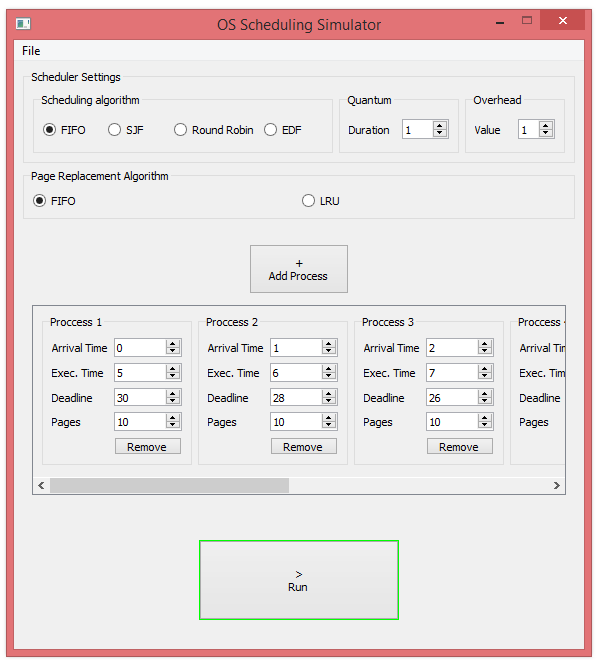 OS Scheduling Simulator
File
Scheduler Settings
Scheduling algorithm
FIFO SJF Round Robin EDF
Quantum
Duration 1
Overhead
Value 1
Page Replacement Algorithm
FIFO LRU
+
Add Process
Proccess 1
Arrival Time 0
Exec. Time 5
Deadline 30
Pages 10
Remove
Proccess 2
Arrival Time 1
Exec. Time 6
Deadline 28
Pages 10
Remove
Proccess 3
Arrival Time 2
Exec. Time 7
Deadline 26
Pages 10
Remove
Proccess
Arrival Tim
Exec. Tim
Deadline
Pages
>
Run